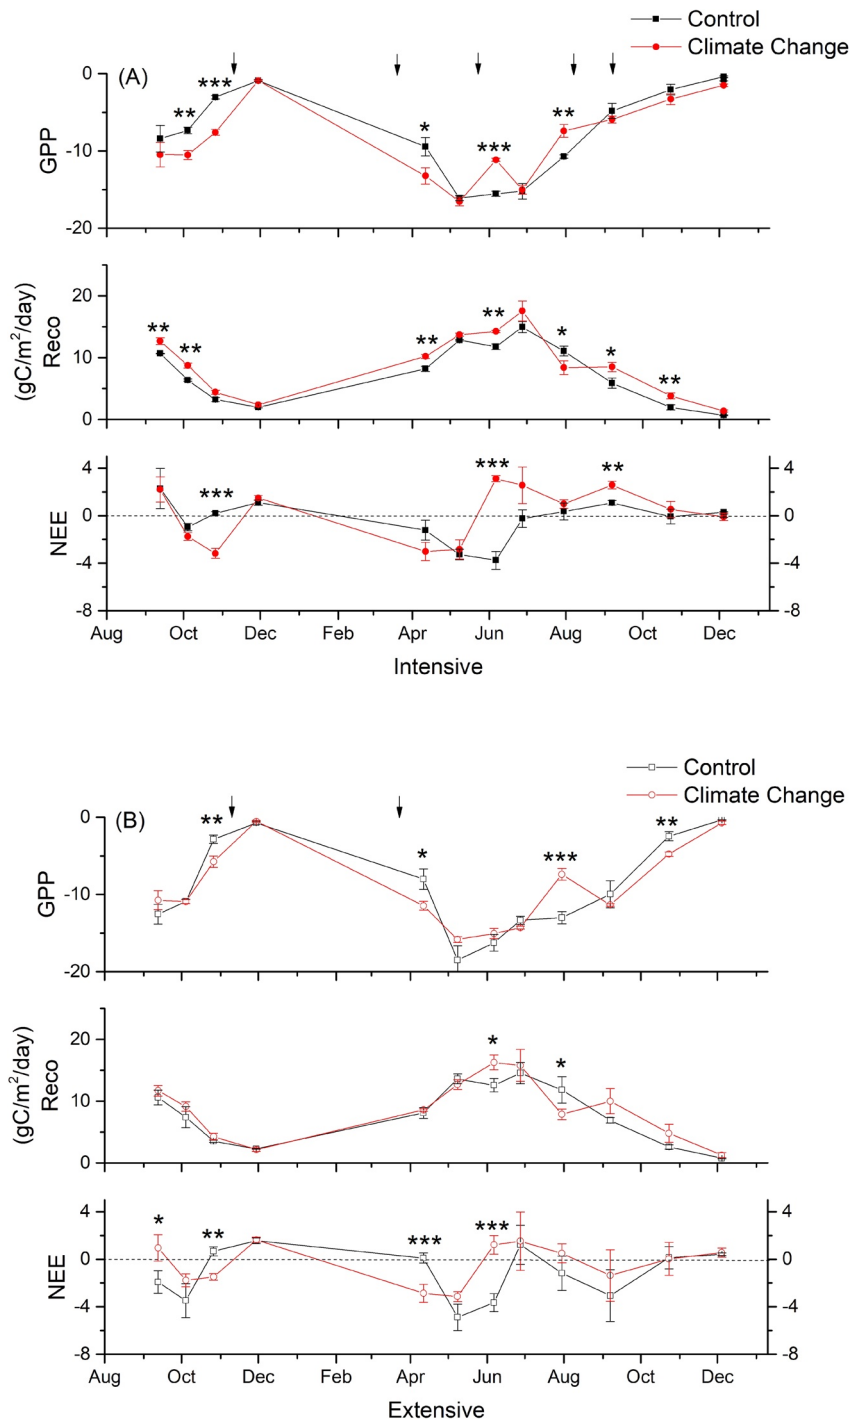 Control
Climate Change
(A)
***
**
*
***
**
0
-10
-20
GPP
**
**
**
**
*
*
**
20
10
0
(gC/m²/day)
Reco
***
***
**
4
0
-4
-8
4
0
-4
-8
NEE
Aug Oct Dec Feb Apr Jun Aug Oct Dec
Intensive
Control
Climate Change
(B)
**
*
***
**
0
-10
-20
GPP
*
*
20
10
0
(gC/m²/day)
Reco
*
**
***
***
4
0
-4
-8
4
0
-4
-8
NEE
Aug Oct Dec Feb Apr Jun Aug Oct Dec
Extensive